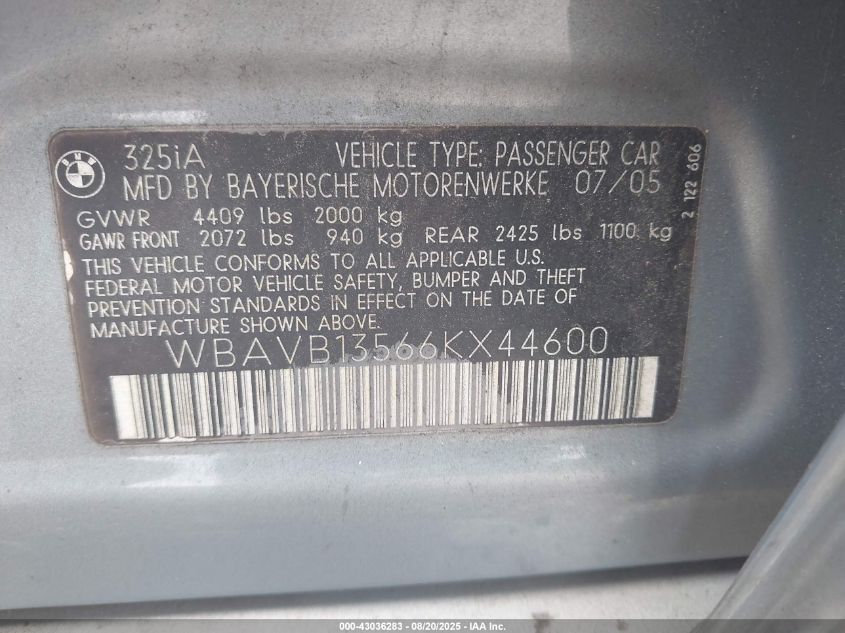 BMW
325iA VEHICLE TYPE: PASSENGER CAR
MFD BY BAYERISCHE MOTORENWERKE 07/05
GVWR 4409 lbs 2000 kg
GAWR FRONT 2072 lbs 940 kg REAR 2425 lbs 1100 kg
THIS VEHICLE CONFORMS TO ALL APPLICABLE U.S.
FEDERAL MOTOR VEHICLE SAFETY, BUMPER AND THEFT
PREVENTION STANDARDS IN EFFECT ON THE DATE OF
MANUFACTURE SHOWN ABOVE.
WBAVB13566KX44600
2 122 606
000-43036283 - 08/20/2025 - IAA Inc.